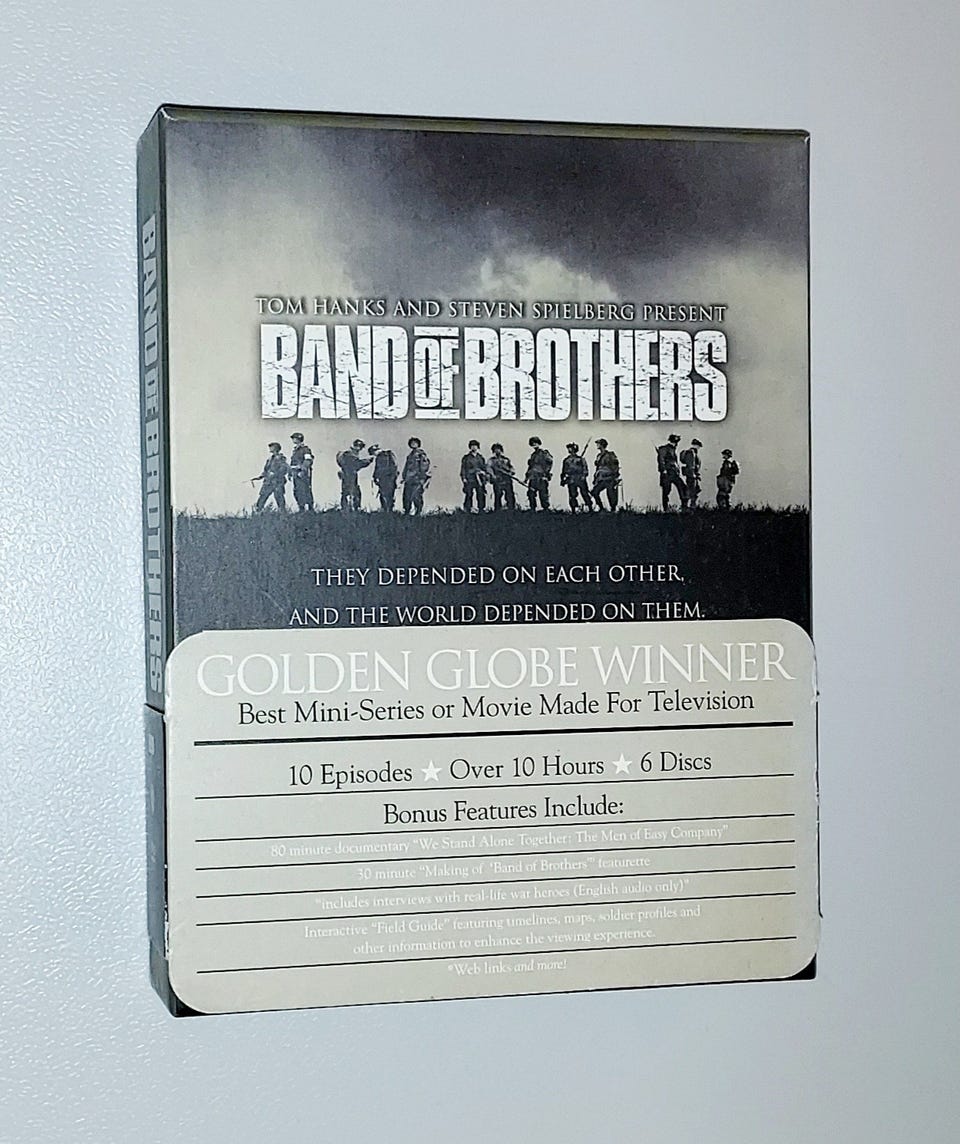 BAND OF BROTHERS
TOM HANKS AND STEVEN SPIELBERG PRESENT
BAND OF BROTHERS
THEY DEPENDED ON EACH OTHER,
AND THE WORLD DEPENDED ON THEM.
GOLDEN GLOBE WINNER
Best Mini-Series or Movie Made For Television
10 Episodes ★ Over 10 Hours ★ 6 Discs
Bonus Features Include:
80 minute documentary "We Stand Alone Together: The Men of Easy Company"
30 minute "Making of 'Band of Brothers'" featurette
"includes interviews with real-life war heroes (English audio only)"
Interactive "Field Guide" featuring timelines, maps, soldier profiles and
other information to enhance the viewing experience.
*Web links and more!